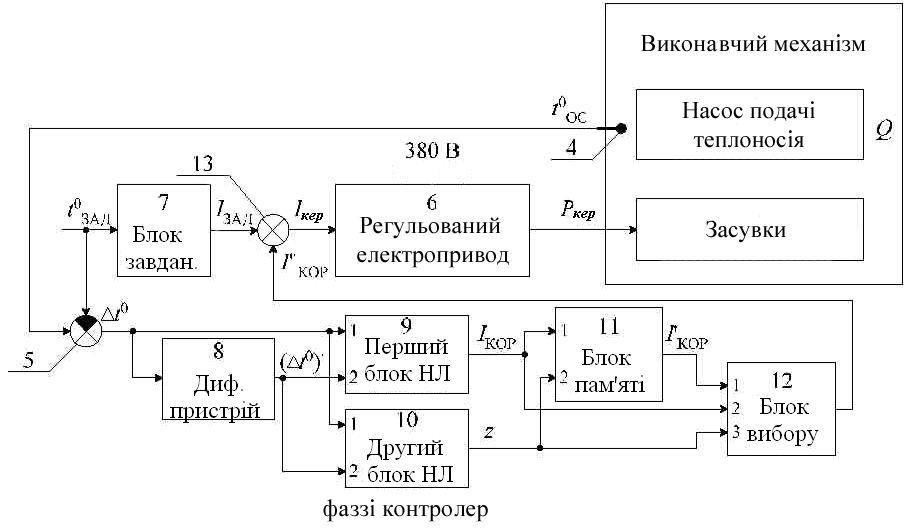 Виконавчий механізм
Насос подачі
теплоносія
Q
t⁰ОС
4
380 В
13
t⁰ЗАД
7
Блок
завдан.
IЗАД
Iкер
6
Регульований
електропривод
Pкер
Засувки
I"КОР
Δt⁰
5
8
Диф.
пристрій
(Δt⁰)'
1
2
9
Перший
блок НЛ
IКОР
1
2
11
Блок
пам'яті
I'КОР
1
2
3
12
Блок
вибору
1
2
10
Другий
блок НЛ
z
фаззі контролер